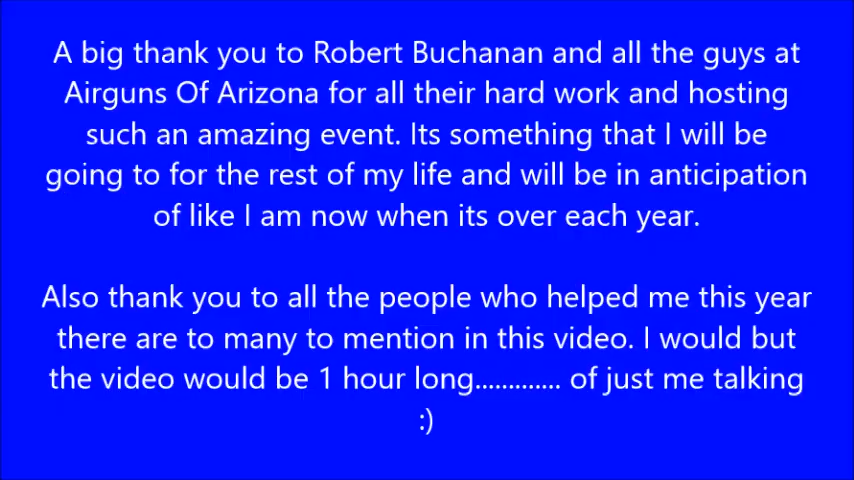 A big thank you to Robert Buchanan and all the guys at
Airguns Of Arizona for all their hard work and hosting
such an amazing event. Its something that I will be
going to for the rest of my life and will be in anticipation
of like I am now when its over each year.
Also thank you to all the people who helped me this year
there are to many to mention in this video. I would but
the video would be 1 hour long............. of just me talking
:)